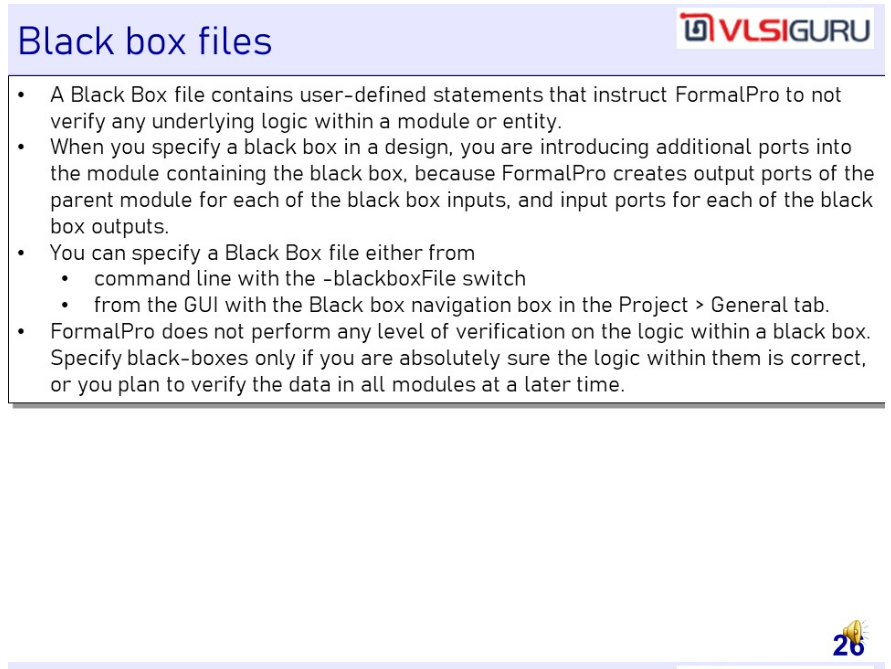 Black box files
VLSIGURU
• A Black Box file contains user-defined statements that instruct FormalPro to not
verify any underlying logic within a module or entity.
• When you specify a black box in a design, you are introducing additional ports into
the module containing the black box, because FormalPro creates output ports of the
parent module for each of the black box inputs, and input ports for each of the black
box outputs.
• You can specify a Black Box file either from
• command line with the -blackboxFile switch
• from the GUI with the Black box navigation box in the Project > General tab.
• FormalPro does not perform any level of verification on the logic within a black box.
Specify black-boxes only if you are absolutely sure the logic within them is correct,
or you plan to verify the data in all modules at a later time.
26